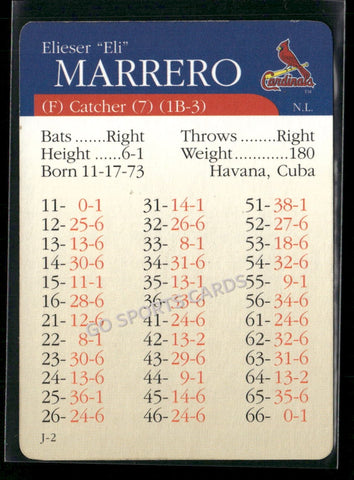 Elieser "Eli"
MARRERO
Cardinals
TM
(F) Catcher (7) (1B-3)
N.L.
Bats .......Right Throws .......Right
Height ......6-1 Weight.............180
Born 11-17-73 Havana, Cuba
11- 0-1 31-14-1 51-38-1
12-25-6 32-26-6 52-27-6
13-13-6 33- 8-1 53-18-6
14-30-6 34-31-6 54-32-6
15-11-1 35-13-1 55- 9-1
16-28-6 36-33-6 56-34-6
21-12-6 41-24-6 61-24-6
22- 8-1 42-13-2 62-31-6
23-30-6 43-29-6 63-31-6
24-13-6 44- 9-1 64-13-2
25-36-1 45-14-1 65-35-6
26-24-6 46-24-6 66- 0-1
J-2
GO SPORTS CARDS